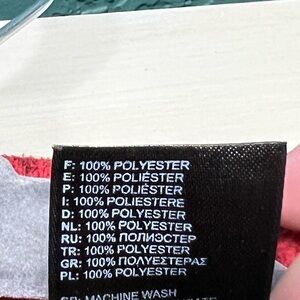 F: 100% POLYESTER
E: 100% POLIÉSTER
P: 100% POLIÉSTER
I: 100% POLIESTERE
D: 100% POLYESTER
NL: 100% POLYESTER
RU: 100% ПОЛИЭСТЕР
TR: 100% POLYESTER
GR: 100% ΠΟΛΥΕΣΤΕΡΑΣ
PL: 100% POLYESTER
MACHINE WASH